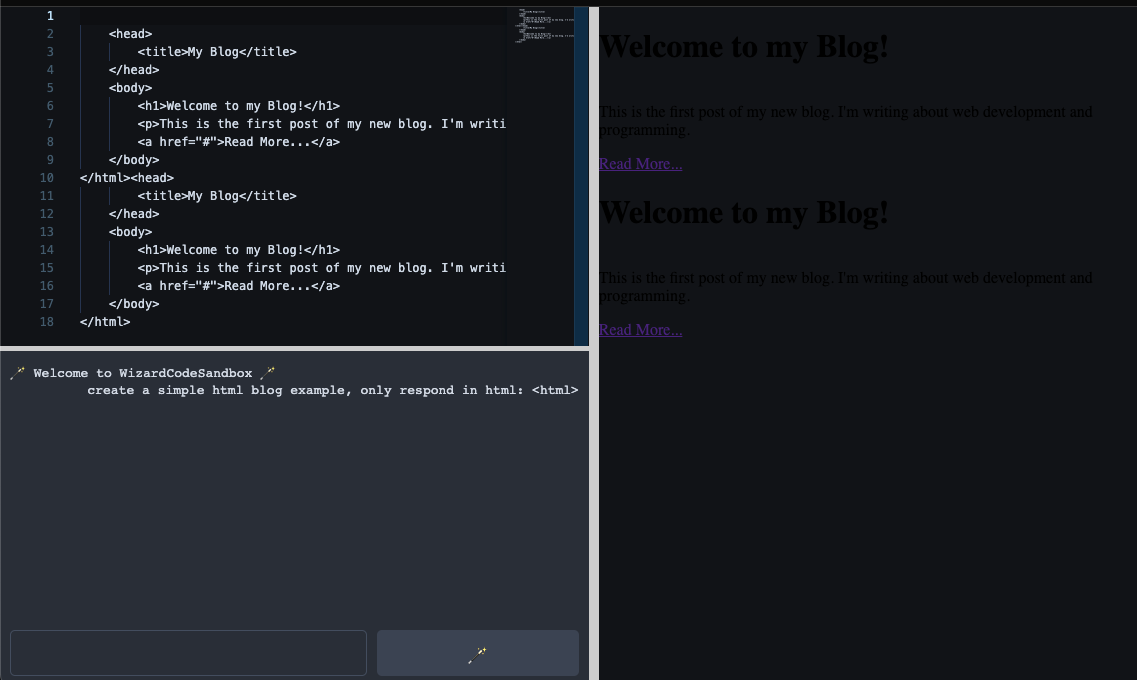 1
2 <head>
3 <title>My Blog</title>
4 </head>
5 <body>
6 <h1>Welcome to my Blog!</h1>
7 <p>This is the first post of my new blog. I'm writi
8 <a href="#">Read More...</a>
9 </body>
10 </html><head>
11 <title>My Blog</title>
12 </head>
13 <body>
14 <h1>Welcome to my Blog!</h1>
15 <p>This is the first post of my new blog. I'm writi
16 <a href="#">Read More...</a>
17 </body>
18 </html>
Welcome to WizardCodeSandbox
create a simple html blog example, only respond in html: <html>
Welcome to my Blog!
This is the first post of my new blog. I'm writing about web development and
programming.
Read More...
Welcome to my Blog!
This is the first post of my new blog. I'm writing about web development and
programming.
Read More...